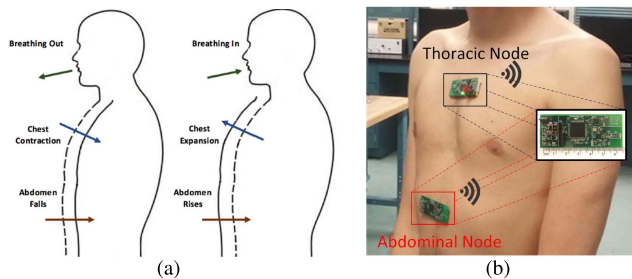 Breathing Out
Breathing In
Chest
Contraction
Chest
Expansion
Abdomen
Falls
Abdomen
Rises
(a)
Thoracic Node
Abdominal Node
(b)